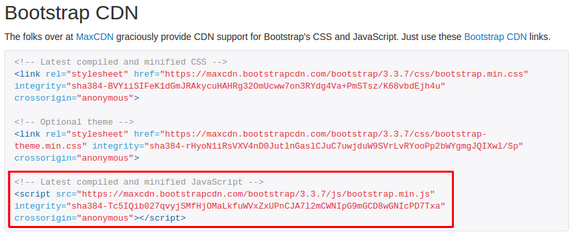 Bootstrap CDN
The folks over at MaxCDN graciously provide CDN support for Bootstrap's CSS and JavaScript. Just use these Bootstrap CDN links.
<!-- Latest compiled and minified CSS -->
<link rel="stylesheet" href="https://maxcdn.bootstrapcdn.com/bootstrap/3.3.7/css/bootstrap.min.css"
integrity="sha384-BVYiiSIFeK1dGmJRAkycuHAHRg32OmUcww7on3RYdg4Va+PmSTsz/K68vbdEjh4u"
crossorigin="anonymous">
<!-- Optional theme -->
<link rel="stylesheet" href="https://maxcdn.bootstrapcdn.com/bootstrap/3.3.7/css/bootstrap-
theme.min.css" integrity="sha384-rHyoN1iRsVXV4nD0JutlnGaslCJuC7uwjduW9SVrLvRYooPp2bWYgmgJQIXwl/Sp"
crossorigin="anonymous">
<!-- Latest compiled and minified JavaScript -->
<script src="https://maxcdn.bootstrapcdn.com/bootstrap/3.3.7/js/bootstrap.min.js"
integrity="sha384-Tc5IQib027qvyjSMfHjOMaLkfuWVxZxUPnCJA7l2mCWNIpG9mGCD8wGNIcPD7Txa"
crossorigin="anonymous"></script>